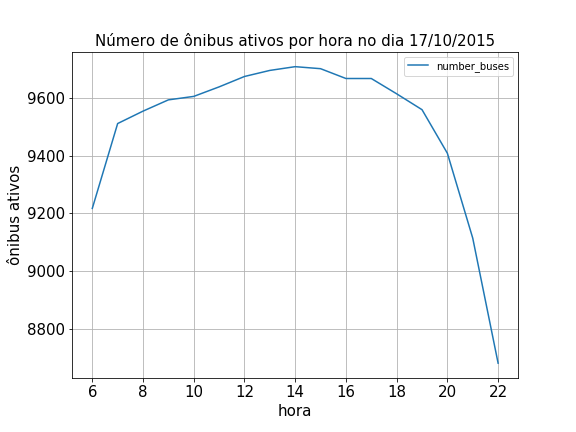 Número de ônibus ativos por hora no dia 17/10/2015
number_buses
9600
9400
9200
9000
8800
ônibus ativos
6 8 10 12 14 16 18 20 22
hora